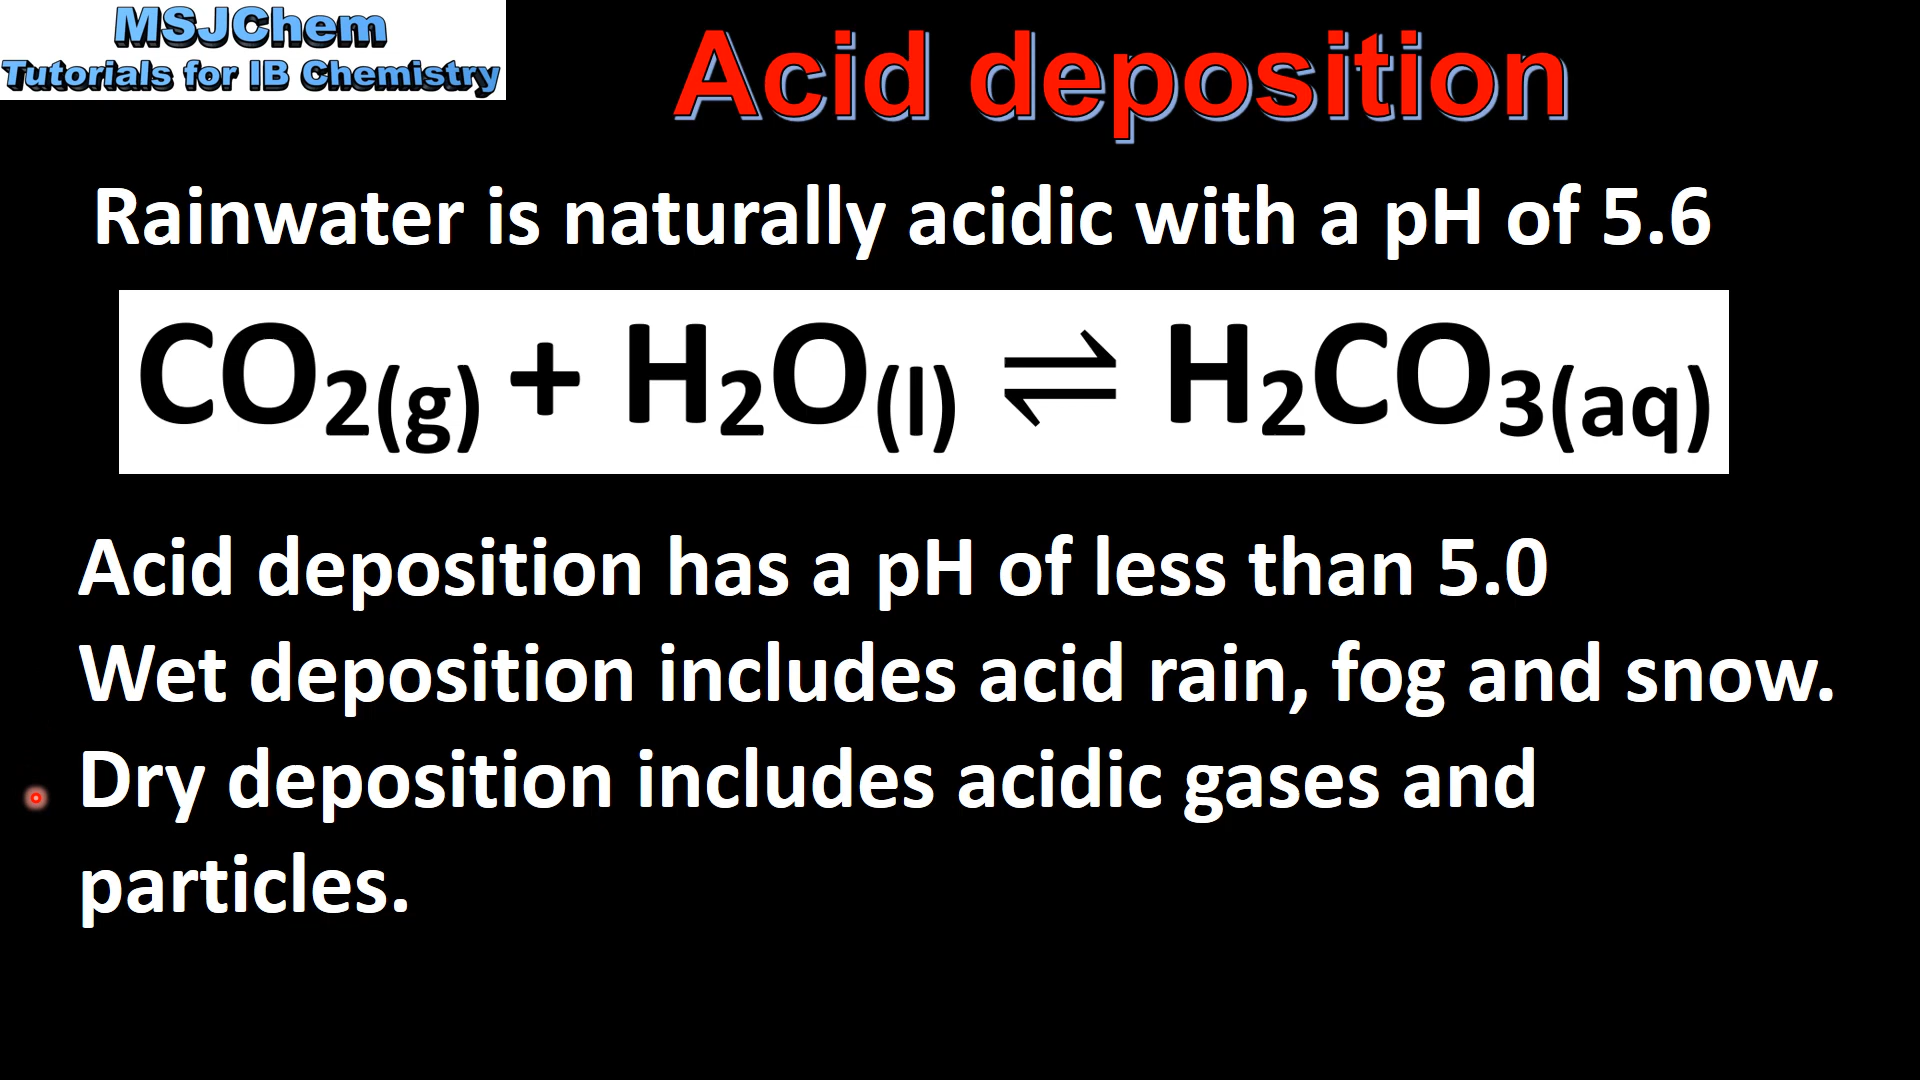 MSJChem
Tutorials for IB Chemistry
Acid deposition
Rainwater is naturally acidic with a pH of 5.6
CO₂(g) + H₂O(l) ⇌ H₂CO₃(aq)
Acid deposition has a pH of less than 5.0
Wet deposition includes acid rain, fog and snow.
Dry deposition includes acidic gases and
particles.